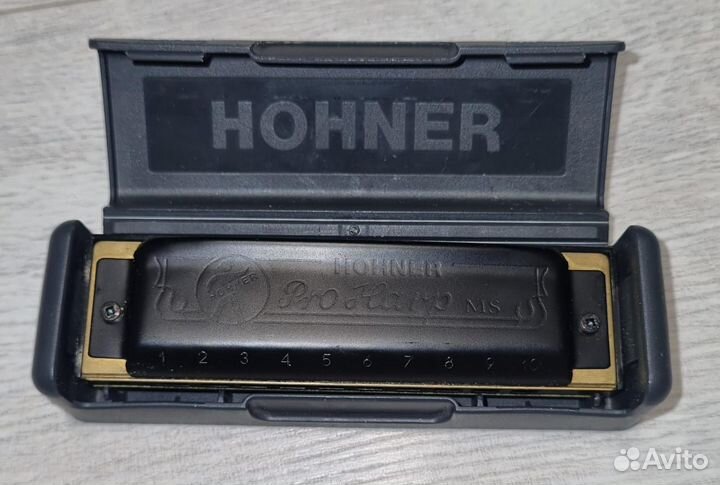 HOHNER
HOHNER
Pro Harp MS
1 2 3 4 5 6 7 8 9 10
Avito